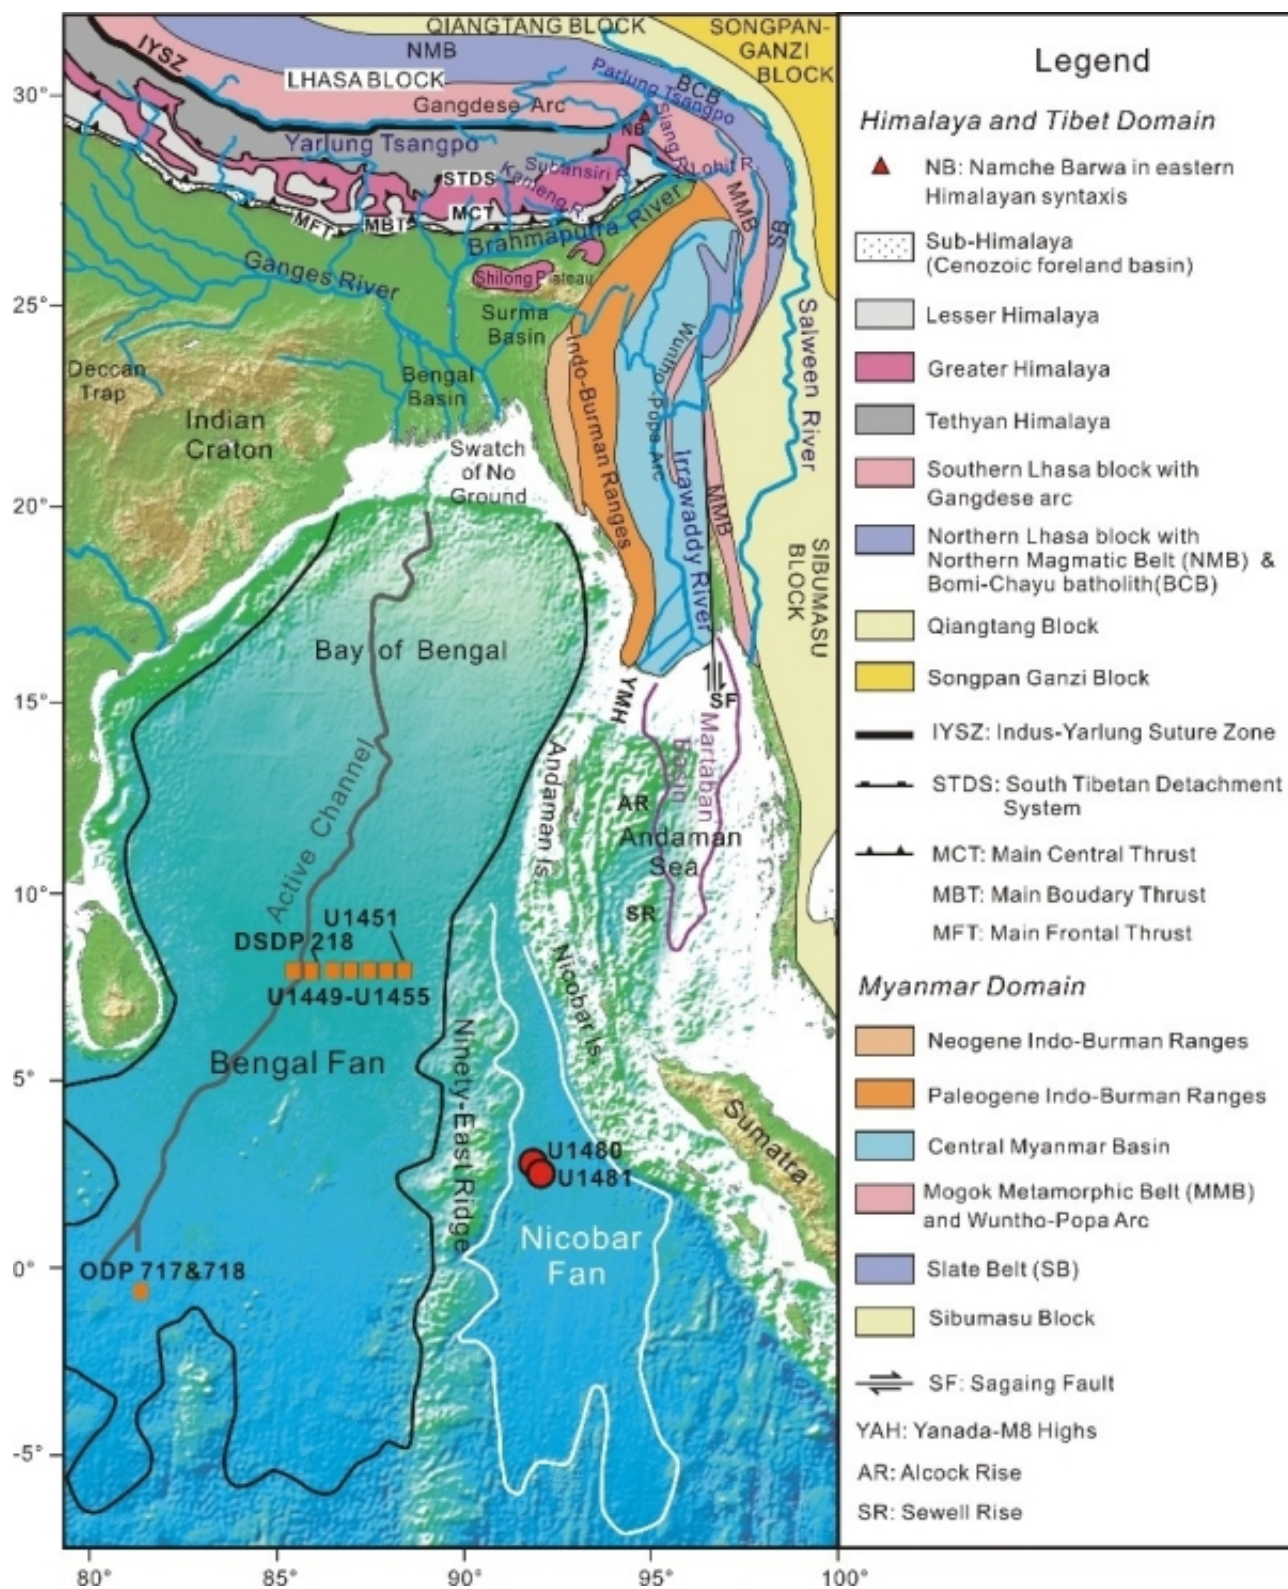 QIANGTANG BLOCK
SONGPAN-
GANZI
BLOCK
IYSZ
NMB
LHASA BLOCK
Parlung Tsangpo
BCB
30°
Gangdese Arc
NB
Siang R.
Yarlung Tsangpo
Lohit R.
Subansiri R.
STDS
Kameng R.
MMB
SB
MCT
MFT
MBT
Brahmaputra River
Ganges River
Shilong Plateau
25°
Surma
Basin
Salween River
Wuntho-Popa Arc
Indo-Burman Ranges
Deccan
Trap
Bengal
Basin
Indian
Craton
Swatch
of No
Ground
Irrawaddy River
MMB
20°
SIBUMASU
BLOCK
Bay of Bengal
YMH
SF
15°
Martaban
Basin
Andaman Is.
Active Channel
AR
Andaman
Sea
10°
U1451
SR
DSDP 218
U1449-U1455
Nicobar Is.
Bengal Fan
Ninety-East Ridge
5°
Sumatra
U1480
U1481
Nicobar
Fan
0°
ODP 717&718
-5°
80°
85°
90°
95°
100°
Legend
Himalaya and Tibet Domain
NB: Namche Barwa in eastern
Himalayan syntaxis
Sub-Himalaya
(Cenozoic foreland basin)
Lesser Himalaya
Greater Himalaya
Tethyan Himalaya
Southern Lhasa block with
Gangdese arc
Northern Lhasa block with
Northern Magmatic Belt (NMB) &
Bomi-Chayu batholith(BCB)
Qiangtang Block
Songpan Ganzi Block
IYSZ: Indus-Yarlung Suture Zone
STDS: South Tibetan Detachment
System
MCT: Main Central Thrust
MBT: Main Boudary Thrust
MFT: Main Frontal Thrust
Myanmar Domain
Neogene Indo-Burman Ranges
Paleogene Indo-Burman Ranges
Central Myanmar Basin
Mogok Metamorphic Belt (MMB)
and Wuntho-Popa Arc
Slate Belt (SB)
Sibumasu Block
SF: Sagaing Fault
YAH: Yanada-M8 Highs
AR: Alcock Rise
SR: Sewell Rise